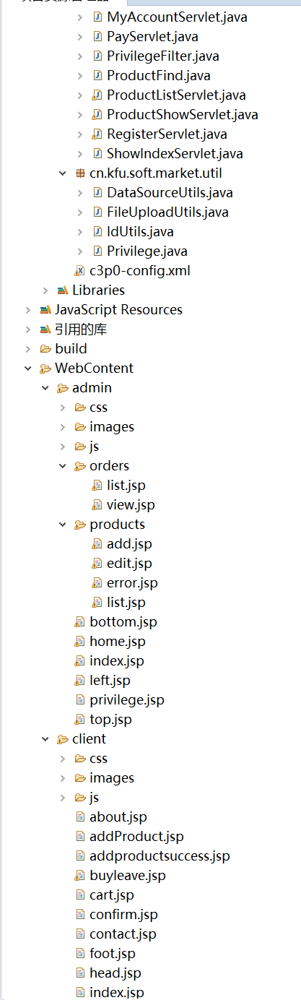 MyAccountServlet.java
PayServlet.java
PrivilegeFilter.java
ProductFind.java
ProductListServlet.java
ProductShowServlet.java
RegisterServlet.java
ShowIndexServlet.java
cn.kfu.soft.market.util
DataSourceUtils.java
FileUploadUtils.java
IdUtils.java
Privilege.java
c3p0-config.xml
Libraries
JavaScript Resources
引用的库
build
WebContent
admin
css
images
js
orders
list.jsp
view.jsp
products
add.jsp
edit.jsp
error.jsp
list.jsp
bottom.jsp
home.jsp
index.jsp
left.jsp
privilege.jsp
top.jsp
client
css
images
js
about.jsp
addProduct.jsp
addproductsuccess.jsp
buyleave.jsp
cart.jsp
confirm.jsp
contact.jsp
foot.jsp
head.jsp
index.jsp